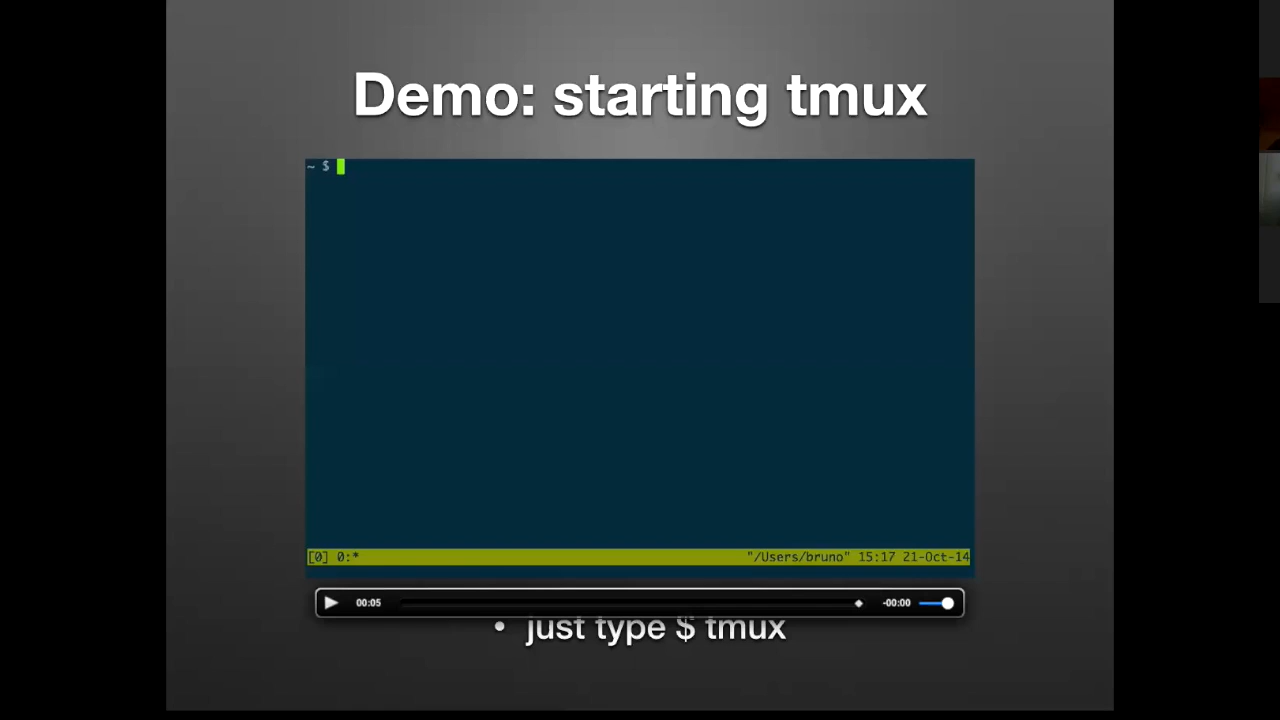 Demo: starting tmux
~ $
[0] 0:* "/Users/bruno" 15:17 21-Oct-14
00:05 -00:00
• just type $ tmux